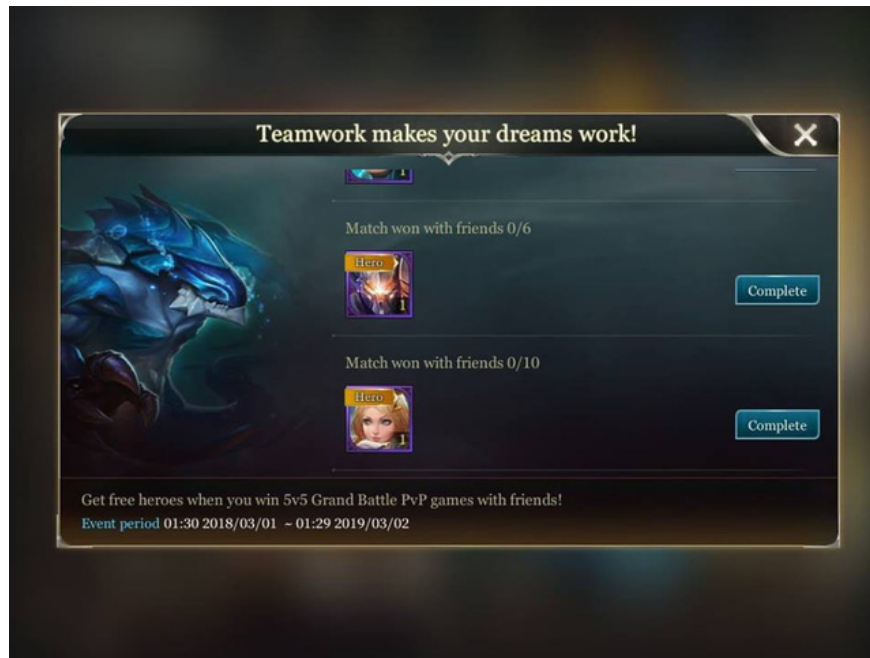 Teamwork makes your dreams work!
1
Match won with friends 0/6
Hero
1
Complete
Match won with friends 0/10
Hero
1
Complete
Get free heroes when you win 5v5 Grand Battle PvP games with friends!
Event period 01:30 2018/03/01 ~ 01:29 2019/03/02